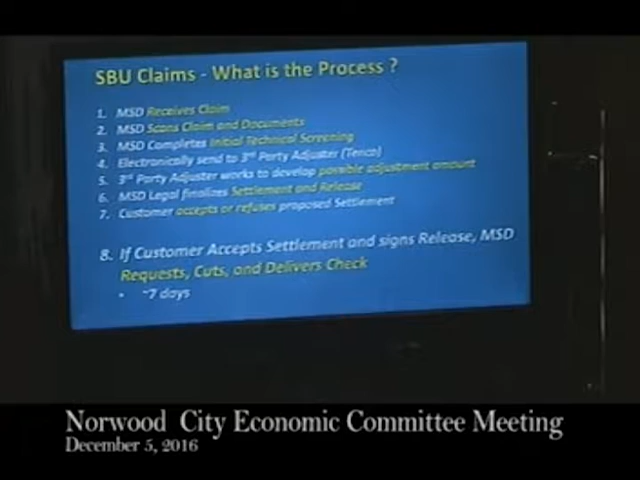 SBU Claims - What is the Process ?
1. MSD Receives Claim
2. MSD Scans Claim and Documents
3. MSD Completes Initial Technical Screening
4. Electronically send to 3rd Party Adjuster (Tenco)
5. 3rd Party Adjuster works to develop possible adjustment amount
6. MSD Legal finalizes Settlement and Release
7. Customer accepts or refuses proposed Settlement
8. If Customer Accepts Settlement and signs Release, MSD
Requests, Cuts, and Delivers Check
• ~7 days
Norwood City Economic Committee Meeting
December 5, 2016